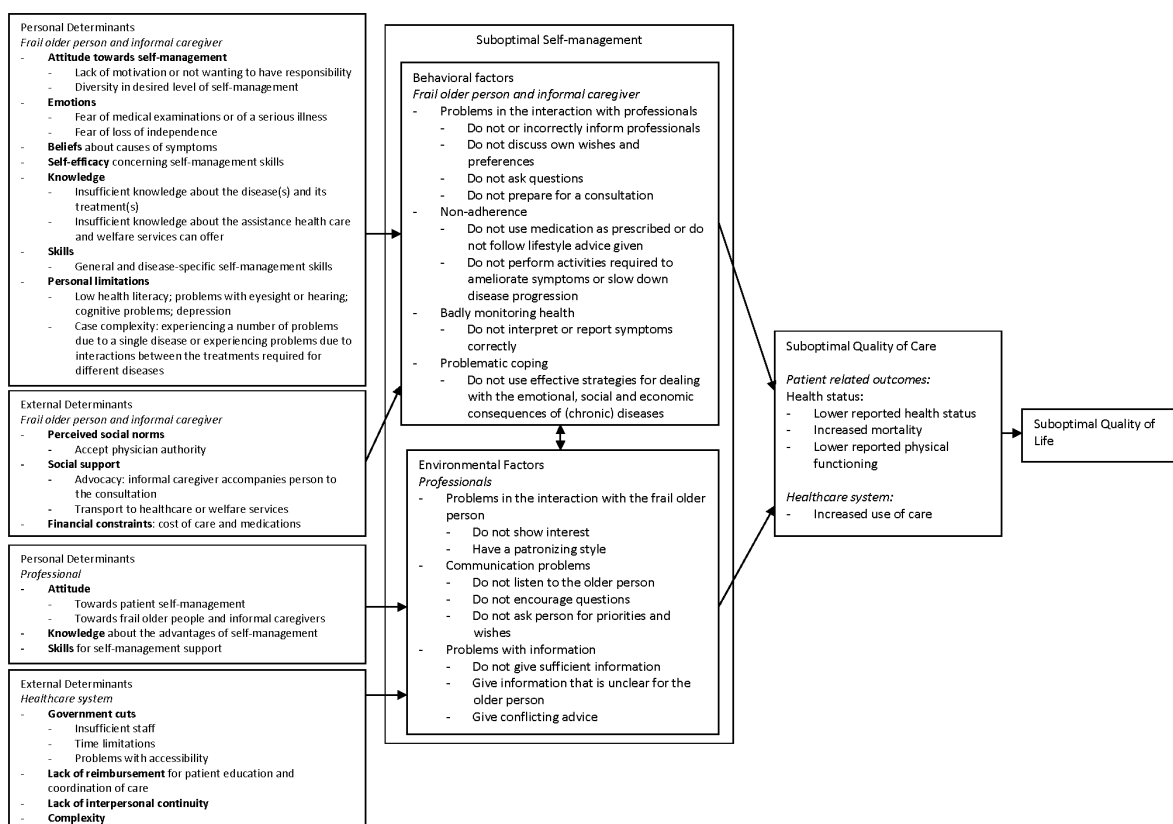 Personal Determinants
Frail older person and informal caregiver
- Attitude towards self-management
- Lack of motivation or not wanting to have responsibility
- Diversity in desired level of self-management
- Emotions
- Fear of medical examinations or of a serious illness
- Fear of loss of independence
- Beliefs about causes of symptoms
- Self-efficacy concerning self-management skills
- Knowledge
- Insufficient knowledge about the disease(s) and its
treatment(s)
- Insufficient knowledge about the assistance health care
and welfare services can offer
- Skills
- General and disease-specific self-management skills
- Personal limitations
- Low health literacy; problems with eyesight or hearing;
cognitive problems; depression
- Case complexity: experiencing a number of problems
due to a single disease or experiencing problems due to
interactions between the treatments required for
different diseases
External Determinants
Frail older person and informal caregiver
- Perceived social norms
- Accept physician authority
- Social support
- Advocacy: informal caregiver accompanies person to
the consultation
- Transport to healthcare or welfare services
- Financial constraints: cost of care and medications
Personal Determinants
Professional
- Attitude
- Towards patient self-management
- Towards frail older people and informal caregivers
- Knowledge about the advantages of self-management
- Skills for self-management support
External Determinants
Healthcare system
- Government cuts
- Insufficient staff
- Time limitations
- Problems with accessibility
- Lack of reimbursement for patient education and
coordination of care
- Lack of interpersonal continuity
- Complexity
Suboptimal Self-management
Behavioral factors
Frail older person and informal caregiver
- Problems in the interaction with professionals
- Do not or incorrectly inform professionals
- Do not discuss own wishes and
preferences
- Do not ask questions
- Do not prepare for a consultation
- Non-adherence
- Do not use medication as prescribed or do
not follow lifestyle advice given
- Do not perform activities required to
ameliorate symptoms or slow down
disease progression
- Badly monitoring health
- Do not interpret or report symptoms
correctly
- Problematic coping
- Do not use effective strategies for dealing
with the emotional, social and economic
consequences of (chronic) diseases
Environmental Factors
Professionals
- Problems in the interaction with the frail older
person
- Do not show interest
- Have a patronizing style
- Communication problems
- Do not listen to the older person
- Do not encourage questions
- Do not ask person for priorities and
wishes
- Problems with information
- Do not give sufficient information
- Give information that is unclear for the
older person
- Give conflicting advice
Suboptimal Quality of Care
Patient related outcomes:
Health status:
- Lower reported health status
- Increased mortality
- Lower reported physical
functioning
Healthcare system:
- Increased use of care
Suboptimal Quality of
Life